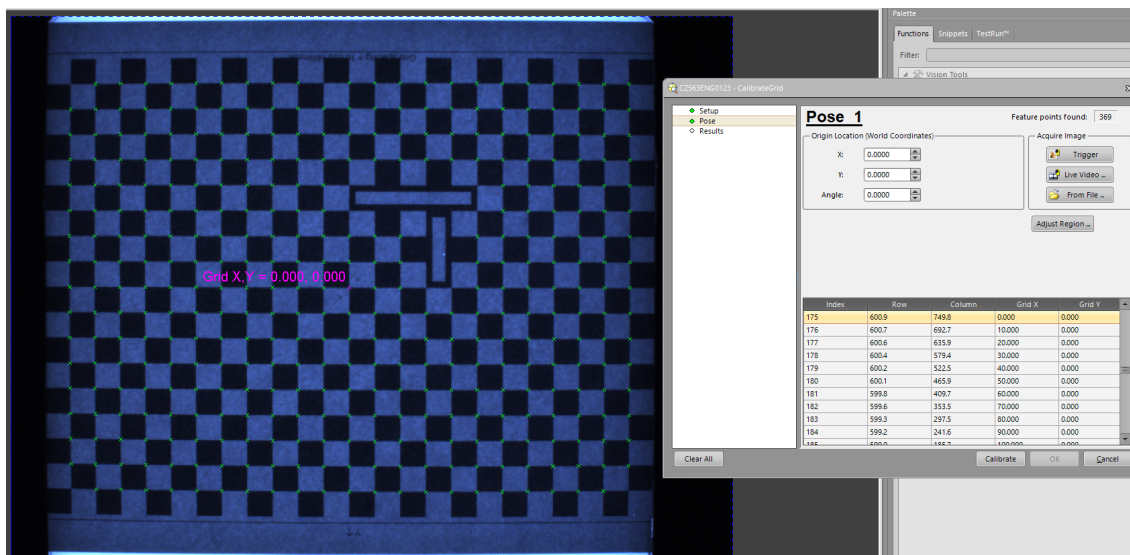 Palette
Functions Snippets TestRun™
Filter:
Vision Tools
CZ563ENG0123 - CalibrateGrid
Setup
Pose
Results
Pose 1
Feature points found: 369
Origin Location (World Coordinates)
X: 0.0000
Y: 0.0000
Angle: 0.0000
Acquire Image
Trigger
Live Video ..
From File ..
Adjust Region ..
Grid X,Y = 0.000, 0.000
Index Row Column Grid X Grid Y
175 600.9 749.8 0.000 0.000
176 600.7 692.7 10.000 0.000
177 600.6 635.9 20.000 0.000
178 600.4 579.4 30.000 0.000
179 600.2 522.5 40.000 0.000
180 600.1 465.9 50.000 0.000
181 599.8 409.7 60.000 0.000
182 599.6 353.5 70.000 0.000
183 599.3 297.5 80.000 0.000
184 599.2 241.6 90.000 0.000
Clear All
Calibrate OK Cancel